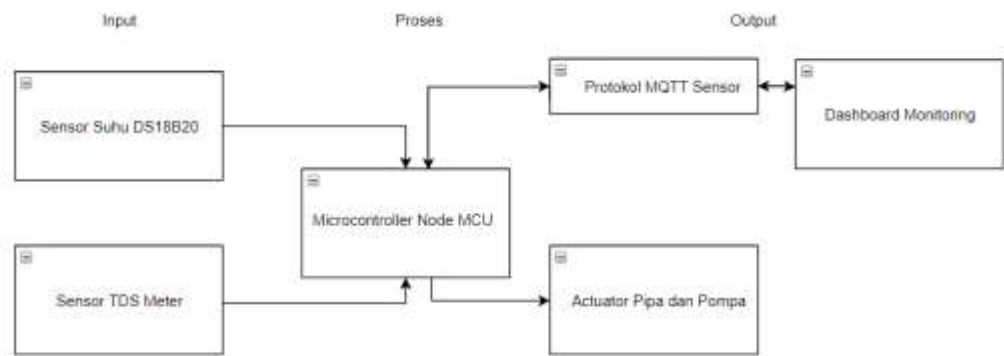 Input
Proses
Output
Sensor Suhu DS18B20
Protokol MQTT Sensor
Dashboard Monitoring
Microcontroller Node MCU
Sensor TDS Meter
Actuator Pipa dan Pompa